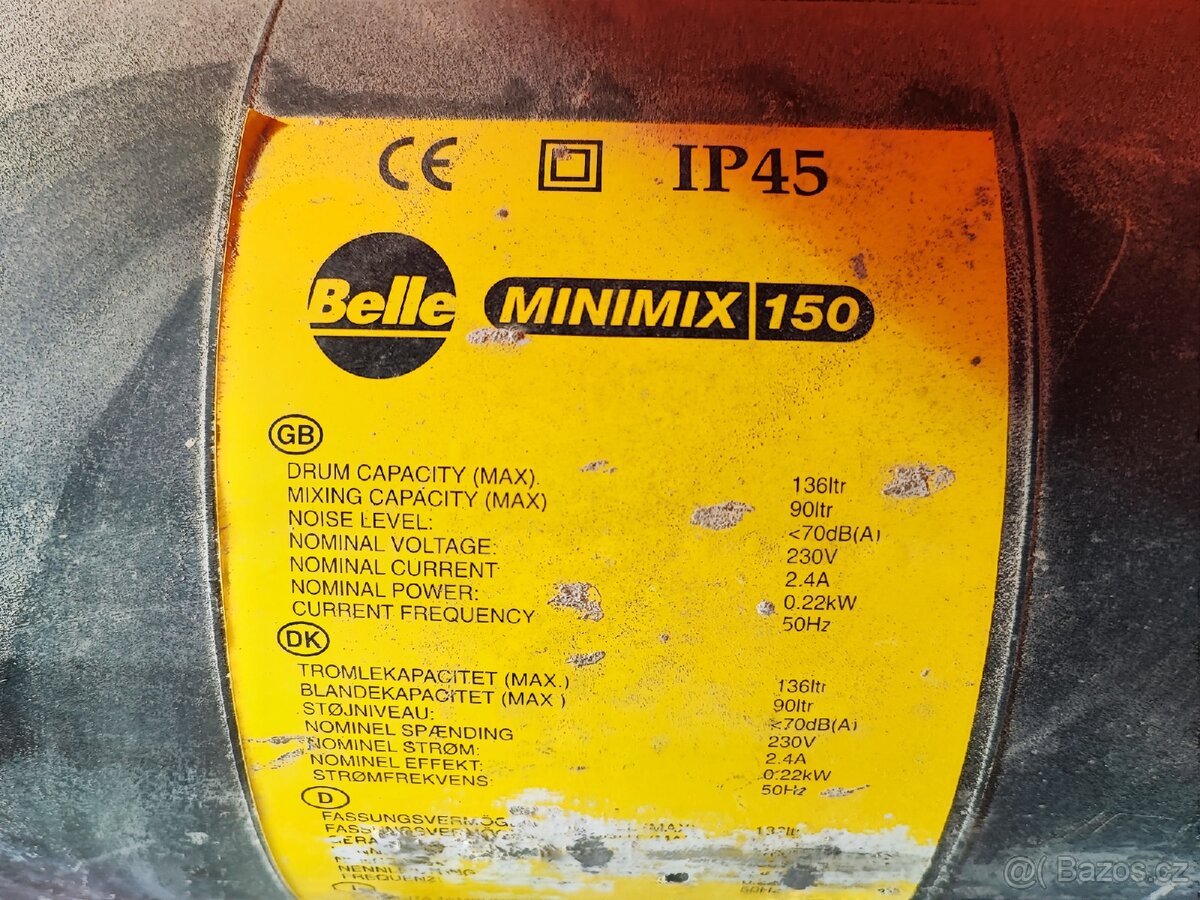 CE IP45
Belle MINIMIX 150
GB
DRUM CAPACITY (MAX). 136ltr
MIXING CAPACITY (MAX) 90ltr
NOISE LEVEL: <70dB(A)
NOMINAL VOLTAGE: 230V
NOMINAL CURRENT 2.4A
NOMINAL POWER: 0.22kW
CURRENT FREQUENCY 50Hz
DK
TROMLEKAPACITET (MAX.) 136ltr
BLANDEKAPACITET (MAX) 90ltr
STØJNIVEAU: <70dB(A)
NOMINEL SPÆNDING 230V
NOMINEL STRØM: 2.4A
NOMINEL EFFEKT: 0.22kW
STRØMFREKVENS: 50Hz
D
50Hz
Bazos.cz